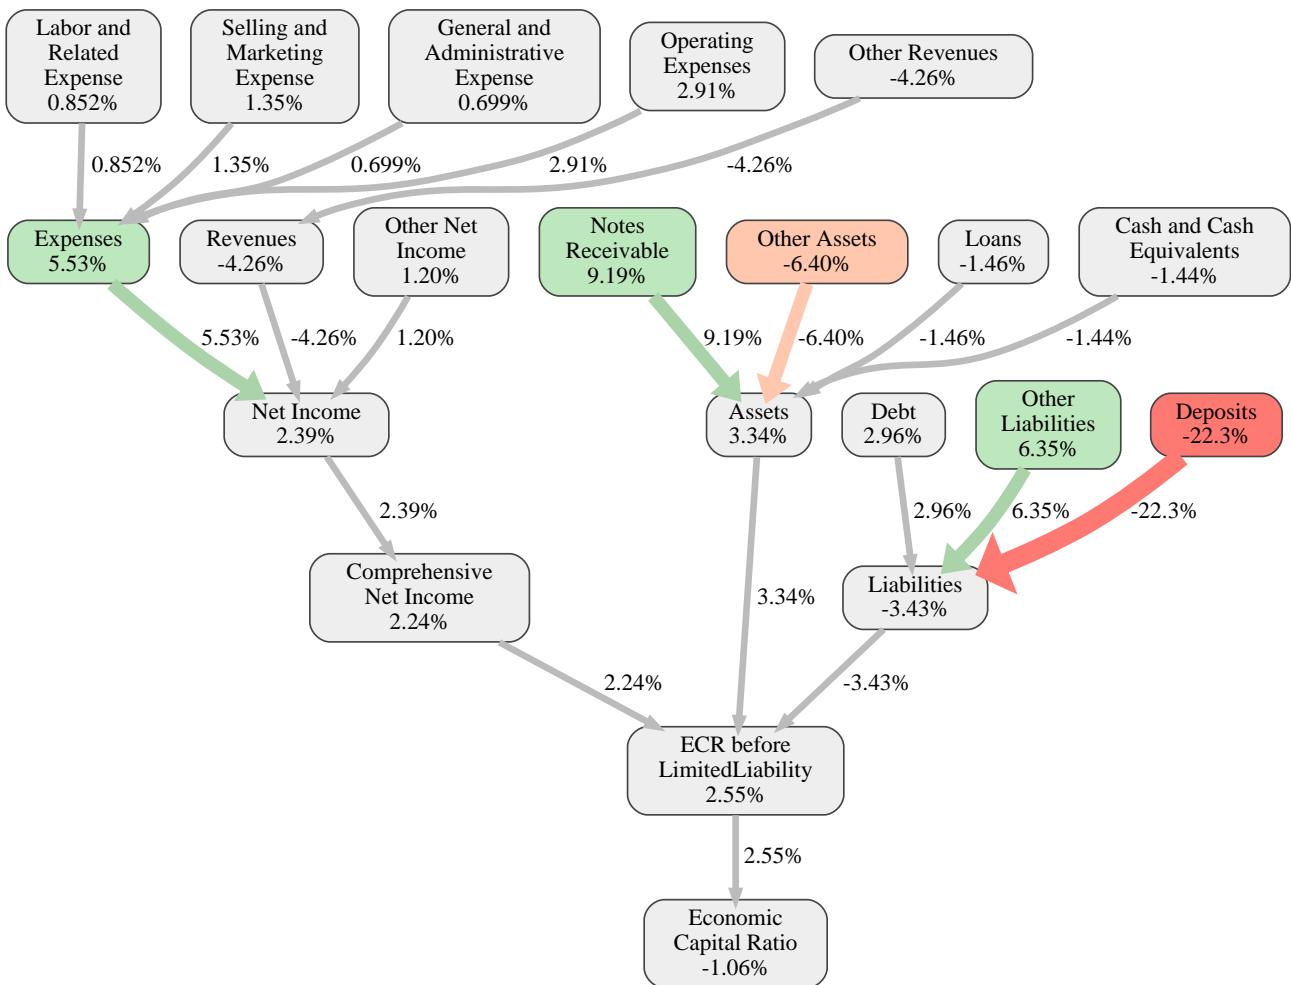 Labor and
Related
Expense
0.852%
Selling and
Marketing
Expense
1.35%
General and
Administrative
Expense
0.699%
Operating
Expenses
2.91%
Other Revenues
-4.26%
0.852%
1.35%
0.699%
2.91%
-4.26%
Expenses
5.53%
Revenues
-4.26%
Other Net
Income
1.20%
Notes
Receivable
9.19%
Other Assets
-6.40%
Loans
-1.46%
Cash and Cash
Equivalents
-1.44%
5.53%
-4.26%
1.20%
9.19%
-6.40%
-1.46%
-1.44%
Net Income
2.39%
Assets
3.34%
Debt
2.96%
Other
Liabilities
6.35%
Deposits
-22.3%
2.39%
2.96%
6.35%
-22.3%
Comprehensive
Net Income
2.24%
3.34%
Liabilities
-3.43%
2.24%
-3.43%
ECR before
LimitedLiability
2.55%
2.55%
Economic
Capital Ratio
-1.06%